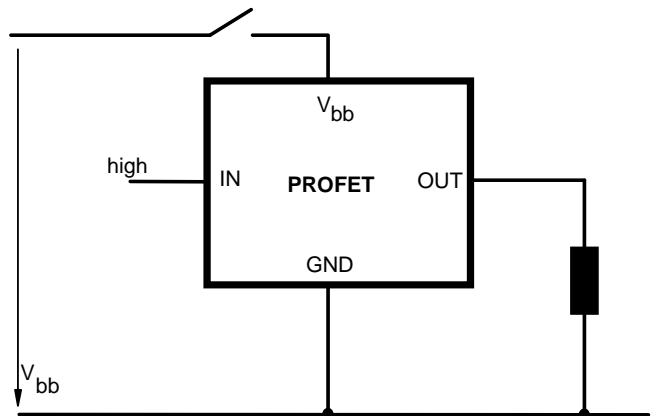 V_bb
high
IN
PROFET
OUT
GND
V_bb